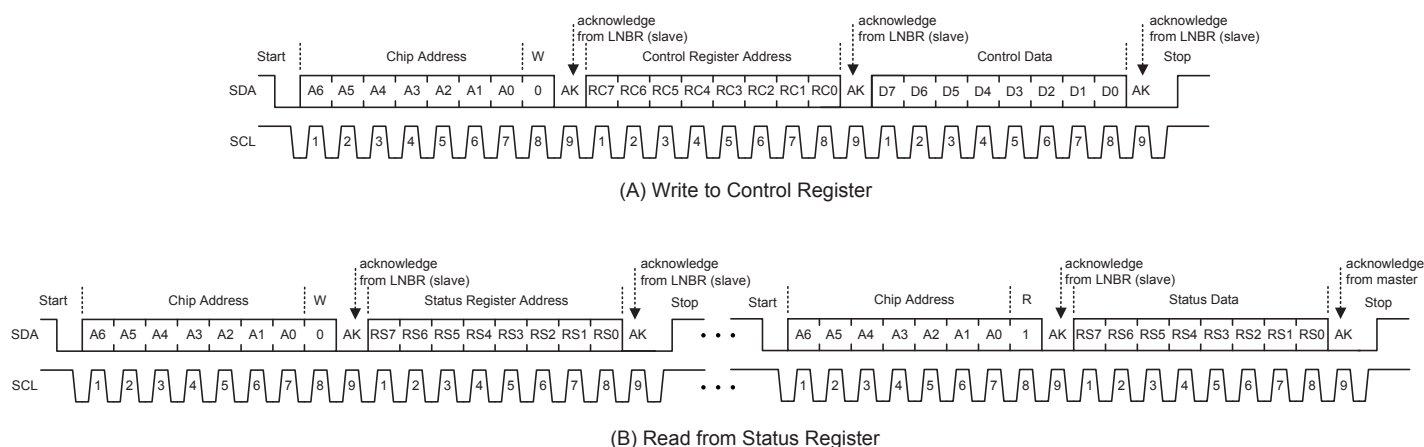 acknowledge acknowledge acknowledge
from LNBR (slave) from LNBR (slave) from LNBR (slave)
Start Chip Address W Control Register Address Control Data Stop
SDA A6 A5 A4 A3 A2 A1 A0 0 AK RC7 RC6 RC5 RC4 RC3 RC2 RC1 RC0 AK D7 D6 D5 D4 D3 D2 D1 D0 AK
SCL 1 2 3 4 5 6 7 8 9 1 2 3 4 5 6 7 8 9 1 2 3 4 5 6 7 8 9
(A) Write to Control Register
acknowledge acknowledge acknowledge acknowledge
from LNBR (slave) from LNBR (slave) from LNBR (slave) from master
Start Chip Address W Status Register Address Stop Start Chip Address R Status Data Stop
SDA A6 A5 A4 A3 A2 A1 A0 0 AK RS7 RS6 RS5 RS4 RS3 RS2 RS1 RS0 AK • • • A6 A5 A4 A3 A2 A1 A0 1 AK RS7 RS6 RS5 RS4 RS3 RS2 RS1 RS0 AK
SCL 1 2 3 4 5 6 7 8 9 1 2 3 4 5 6 7 8 9 • • • 1 2 3 4 5 6 7 8 9 1 2 3 4 5 6 7 8 9
(B) Read from Status Register